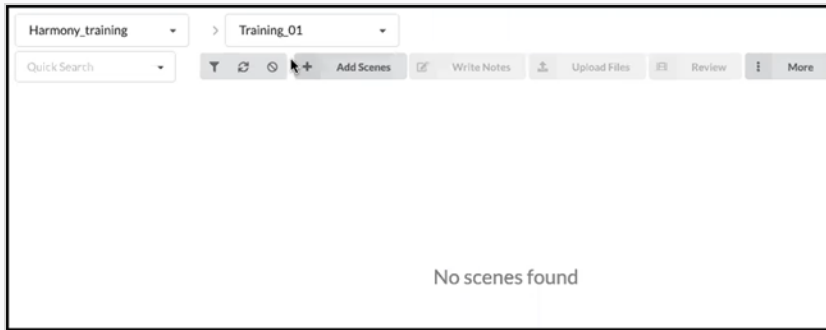 Harmony_training > Training_01
Quick Search Add Scenes Write Notes Upload Files Review More
No scenes found